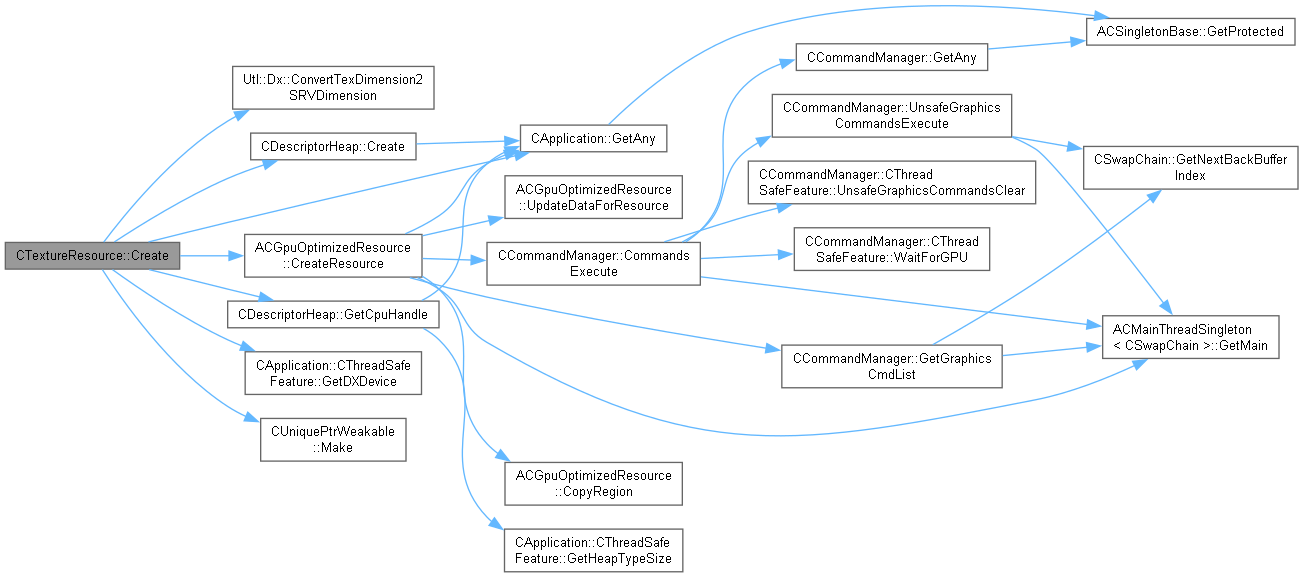 CTextureResource::Create
Utl::Dx::ConvertTexDimension2
SRVDimension
CDescriptorHeap::Create
ACGpuOptimizedResource
::CreateResource
CDescriptorHeap::GetCpuHandle
CApplication::CThreadSafe
Feature::GetDXDevice
CUniquePtrWeakable
::Make
CApplication::GetAny
ACGpuOptimizedResource
::UpdateDataForResource
CCommandManager::Commands
Execute
ACGpuOptimizedResource
::CopyRegion
CApplication::CThreadSafe
Feature::GetHeapTypeSize
CCommandManager::GetAny
CCommandManager::UnsafeGraphics
CommandsExecute
CCommandManager::CThread
SafeFeature::UnsafeGraphicsCommandsClear
CCommandManager::CThread
SafeFeature::WaitForGPU
CCommandManager::GetGraphics
CmdList
ACSingletonBase::GetProtected
CSwapChain::GetNextBackBuffer
Index
ACMainThreadSingleton
< CSwapChain >::GetMain